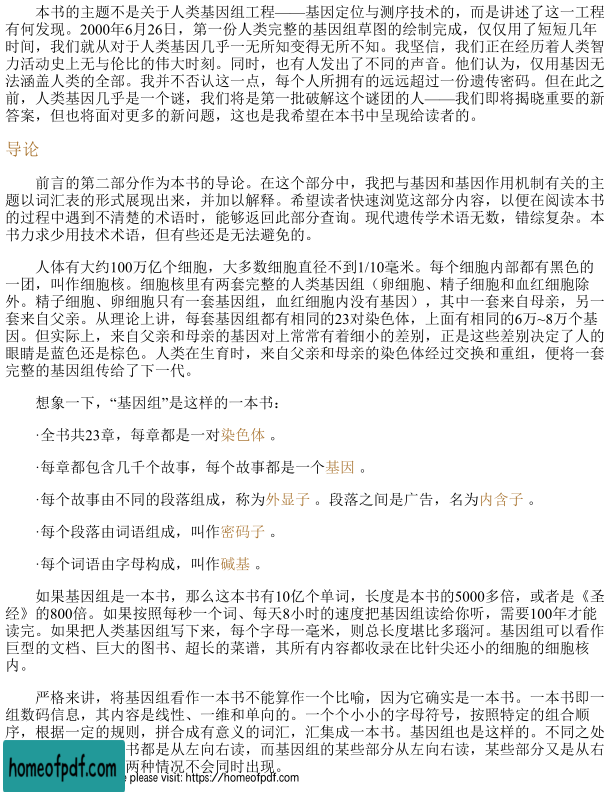 本书的主题不是关于人类基因组工程——基因定位与测序技术的，而是讲述了这一工程
有何发现。2000年6月26日，第一份人类完整的基因组草图的绘制完成，仅仅用了短短几年
时间，我们就从对于人类基因几乎一无所知变得无所不知。我坚信，我们正在经历着人类智
力活动史上无与伦比的伟大时刻。同时，也有人发出了不同的声音。他们认为，仅用基因无
法涵盖人类的全部。我并不否认这一点，每个人所拥有的远远超过一份遗传密码。但在此之
前，人类基因几乎是一个谜，我们将是第一批破解这个谜团的人——我们即将揭晓重要的新
答案，但也将面对更多的新问题，这也是我希望在本书中呈现给读者的。
导论
前言的第二部分作为本书的导论。在这个部分中，我把与基因和基因作用机制有关的主
题以词汇表的形式展现出来，并加以解释。希望读者快速浏览这部分内容，以便在阅读本书
的过程中遇到不清楚的术语时，能够返回此部分查询。现代遗传学术语无数，错综复杂。本
书力求少用技术术语，但有些还是无法避免的。
人体有大约100万亿个细胞，大多数细胞直径不到1/10毫米。每个细胞内部都有黑色的
一团，叫作细胞核。细胞核里有两套完整的人类基因组（卵细胞、精子细胞和血红细胞除
外。精子细胞、卵细胞只有一套基因组，血红细胞内没有基因），其中一套来自母亲，另一
套来自父亲。从理论上讲，每套基因组都有相同的23对染色体，上面有相同的6万~8万个基
因。但实际上，来自父亲和母亲的基因对上常常有着细小的差别，正是这些差别决定了人的
眼睛是蓝色还是棕色。人类在生育时，来自父亲和母亲的染色体经过交换和重组，便将一套
完整的基因组传给了下一代。
想象一下，“基因组”是这样的一本书：
·全书共23章，每章都是一对染色体 。
·每章都包含几千个故事，每个故事都是一个基因 。
·每个故事由不同的段落组成，称为外显子 。段落之间是广告，名为内含子 。
·每个段落由词语组成，叫作密码子 。
·每个词语由字母构成，叫作碱基 。
如果基因组是一本书，那么这本书有10亿个单词，长度是本书的5000多倍，或者是《圣
经》的800倍。如果按照每秒一个词、每天8小时的速度把基因组读给你听，需要100年才能
读完。如果把人类基因组写下来，每个字母一毫米，则总长度堪比多瑙河。基因组可以看作
巨型的文档、巨大的图书、超长的菜谱，其所有内容都收录在比针尖还小的细胞的细胞核
内。
严格来讲，将基因组看作一本书不能算作一个比喻，因为它确实是一本书。一本书即一
组数码信息，其内容是线性、一维和单向的。一个个小小的字母符号，按照特定的组合顺
序，根据一定的规则，拼合成有意义的词汇，汇集成一本书。基因组也是这样的。不同之处
书都是从左向右读，而基因组的某些部分从左向右读，某些部分又是从右
两种情况不会同时出现。
homeofpdf.com
please visit: https://homeofpdf.com